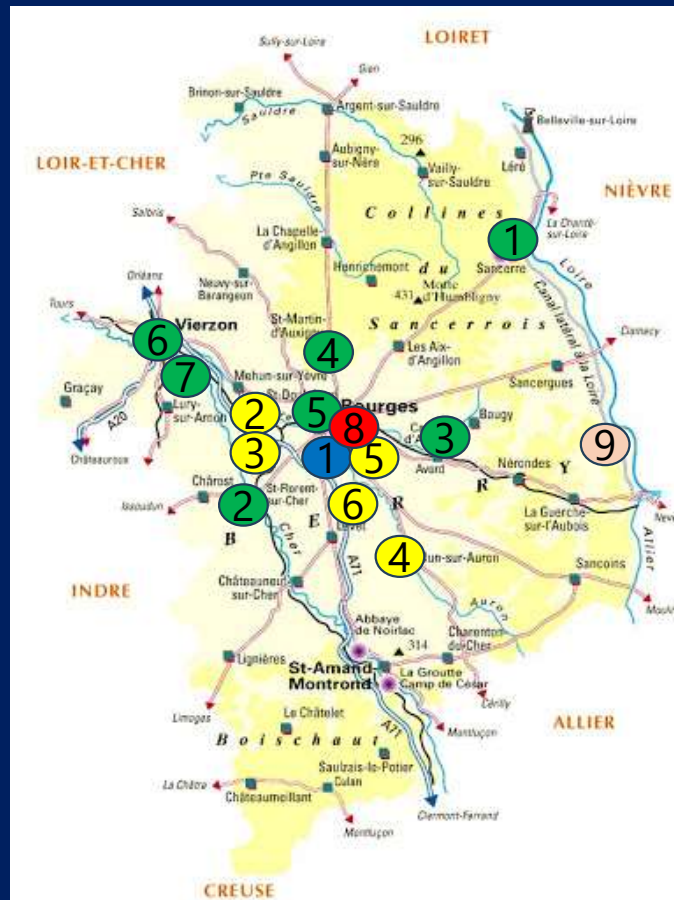 LOIRET
Sully-sur-Loire
Gien
Brinon-sur-Sauldre
Argent-sur-Sauldre
Sauldre
Belleville-sur-Loire
Aubigny-
sur-Nère
296
Léré
LOIR-ET-CHER
Vailly-
sur-Sauldre
Pte Sauldre
NIÈVRE
Collines
La Charité-
sur-Loire
Salbris
La Chapelle-
d'Angillon
1
Sancerre
Loire
Henrichemont
du
Orléans
Neuvy-sur-
Barangeon
431
Motte
d'Humbligny
Canal latéral à la Loire
Tours
Vierzon
St-Martin-
d'Auxigny
Sancerrois
Clamecy
6
4
Les Aix-
d'Angillon
7
Mehun-sur-Yèvre
Sancergues
Graçay
A20
Lury-
sur-Arnon
2
5
Bourges
8
Baugy
3
9
Châteauroux
3
1
5
Avord
Nérondes
Y
Chârost
St-Florent-
sur-Cher
6
R
R
La Guerche-
sur-l'Aubois
Issoudun
2
B
E
Levet
Cher
4
Dun-sur-Auron
Sancoins
Allier
INDRE
Châteauneuf-
sur-Cher
A71
Auron
Abbaye
de Noirlac
314
Charenton-
du-Cher
Lignières
St-Amand-
Montrond
La Groutte
Camp de César
Cérilly
Limoges
Le Châtelet
A71
Montluçon
ALLIER
Boischaut
Saulzais-le-Potier
La Châtre
Culan
Châteaumeillant
Clermont-Ferrand
Montluçon
CREUSE